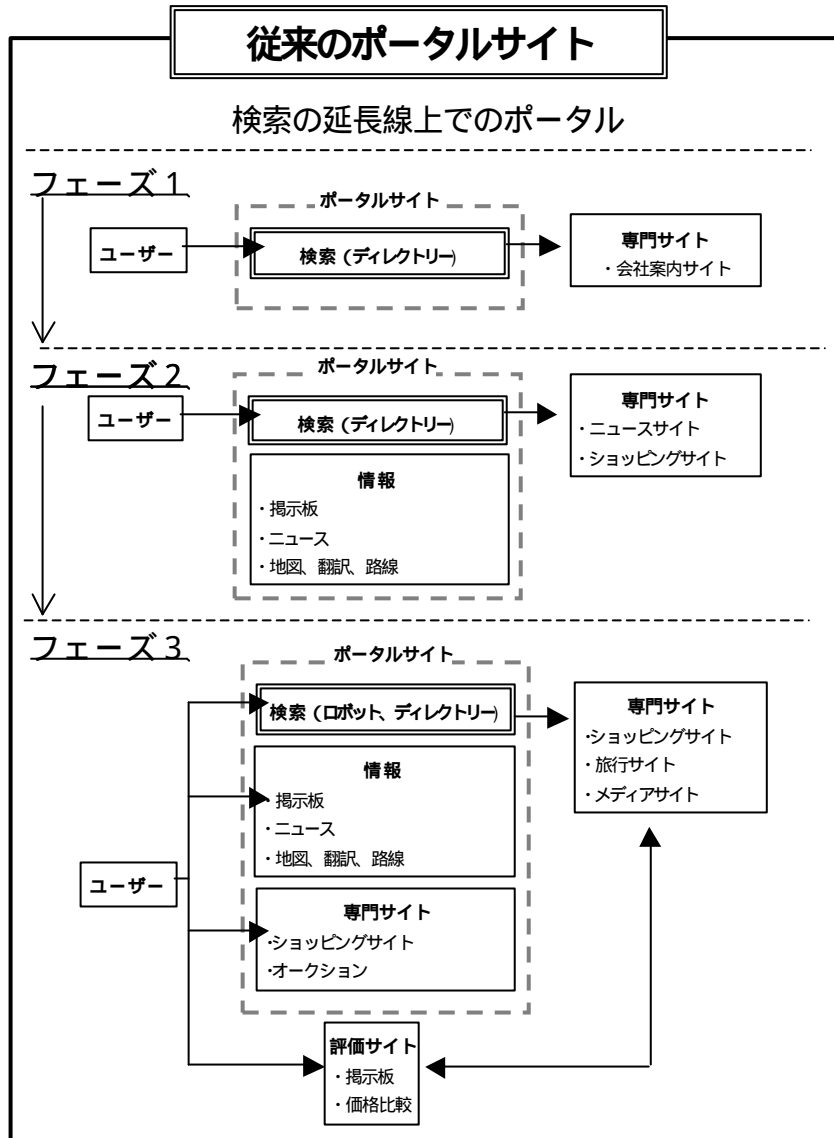 従来のポータルサイト
検索の延長線上でのポータル
フェーズ1
ポータルサイト
ユーザー
検索（ディレクトリー）
専門サイト
・会社案内サイト
フェーズ2
ポータルサイト
ユーザー
検索（ディレクトリー）
専門サイト
・ニュースサイト
・ショッピングサイト
情報
・掲示板
・ニュース
・地図、翻訳、路線
フェーズ3
ポータルサイト
検索（ロボット、ディレクトリー）
専門サイト
・ショッピングサイト
・旅行サイト
・メディアサイト
情報
・掲示板
・ニュース
・地図、翻訳、路線
ユーザー
専門サイト
・ショッピングサイト
・オークション
評価サイト
・掲示板
・価格比較